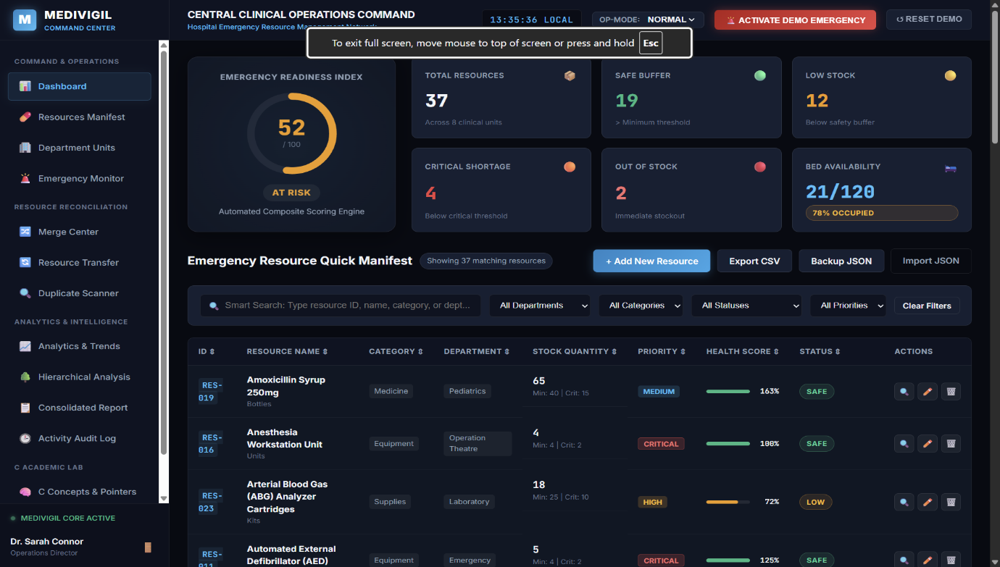 M
MEDIVIGIL
COMMAND CENTER
COMMAND & OPERATIONS
Dashboard
Resources Manifest
Department Units
Emergency Monitor
RESOURCE RECONCILIATION
Merge Center
Resource Transfer
Duplicate Scanner
ANALYTICS & INTELLIGENCE
Analytics & Trends
Hierarchical Analysis
Consolidated Report
Activity Audit Log
C ACADEMIC LAB
C Concepts & Pointers
MEDIVIGIL CORE ACTIVE
Dr. Sarah Connor
Operations Director
CENTRAL CLINICAL OPERATIONS COMMAND
Hospital Emergency Resource Management Network
13:35:36 LOCAL
OP-MODE: NORMAL
ACTIVATE DEMO EMERGENCY
↺ RESET DEMO
To exit full screen, move mouse to top of screen or press and hold Esc
EMERGENCY READINESS INDEX
52
/ 100
AT RISK
Automated Composite Scoring Engine
TOTAL RESOURCES
37
Across 8 clinical units
SAFE BUFFER
19
> Minimum threshold
LOW STOCK
12
Below safety buffer
CRITICAL SHORTAGE
4
Below critical threshold
OUT OF STOCK
2
Immediate stockout
BED AVAILABILITY
21/120
78% OCCUPIED
Emergency Resource Quick Manifest
Showing 37 matching resources
+ Add New Resource
Export CSV
Backup JSON
Import JSON
Smart Search: Type resource ID, name, category, or dept...
All Departments
All Categories
All Statuses
All Priorities
Clear Filters
ID ⇕ RESOURCE NAME ⇕ CATEGORY ⇕ DEPARTMENT ⇕ STOCK QUANTITY ⇕ PRIORITY ⇕ HEALTH SCORE ⇕ STATUS ⇕ ACTIONS
RES-
019
Amoxicillin Syrup
250mg
Bottles
Medicine
Pediatrics
65
Min: 40 | Crit: 15
MEDIUM
163%
SAFE
RES-
016
Anesthesia
Workstation Unit
Units
Equipment
Operation
Theatre
4
Min: 4 | Crit: 2
CRITICAL
100%
SAFE
RES-
023
Arterial Blood Gas
(ABG) Analyzer
Cartridges
Kits
Supplies
Laboratory
18
Min: 25 | Crit: 10
HIGH
72%
LOW
RES-
011
Automated External
Defibrillator (AED)
Equipment
Emergency
5
Min: 4 | Crit: 2
CRITICAL
125%
SAFE